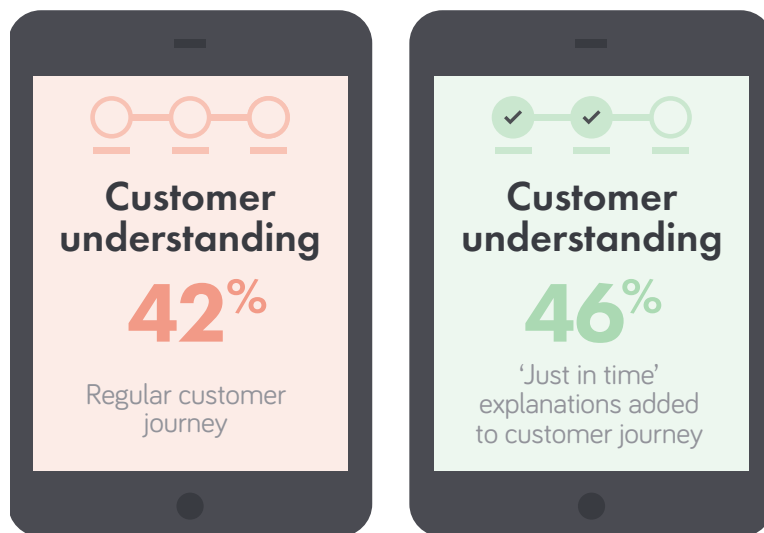 Customer
understanding
42%
Regular customer
journey
Customer
understanding
46%
‘Just in time’
explanations added
to customer journey